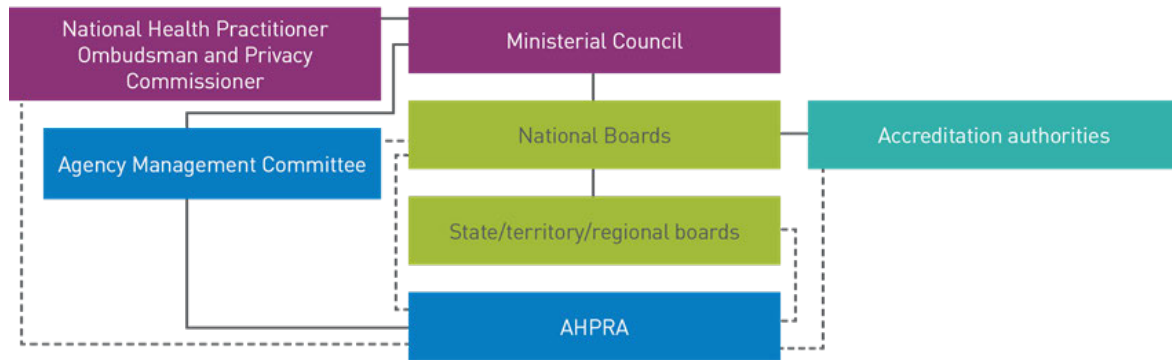 National Health Practitioner
Ombudsman and Privacy
Commissioner
Ministerial Council
National Boards
Accreditation authorities
Agency Management Committee
State/territory/regional boards
AHPRA